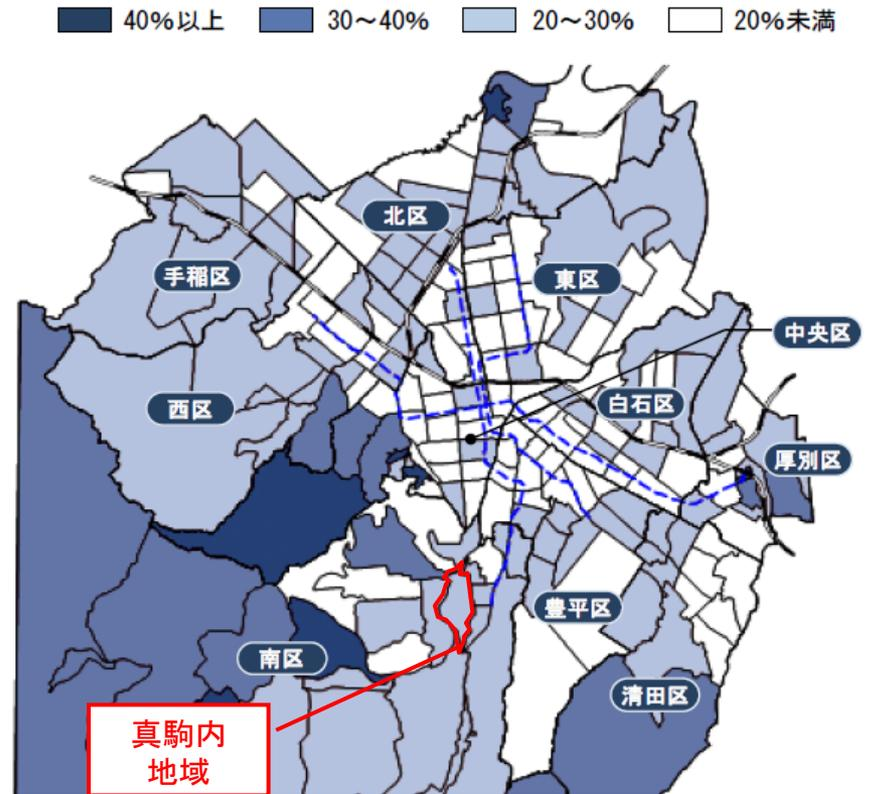 40%以上
30～40%
20～30%
20%未満
北区
手稲区
東区
中央区
西区
白石区
厚別区
豊平区
南区
清田区
真駒内
地域